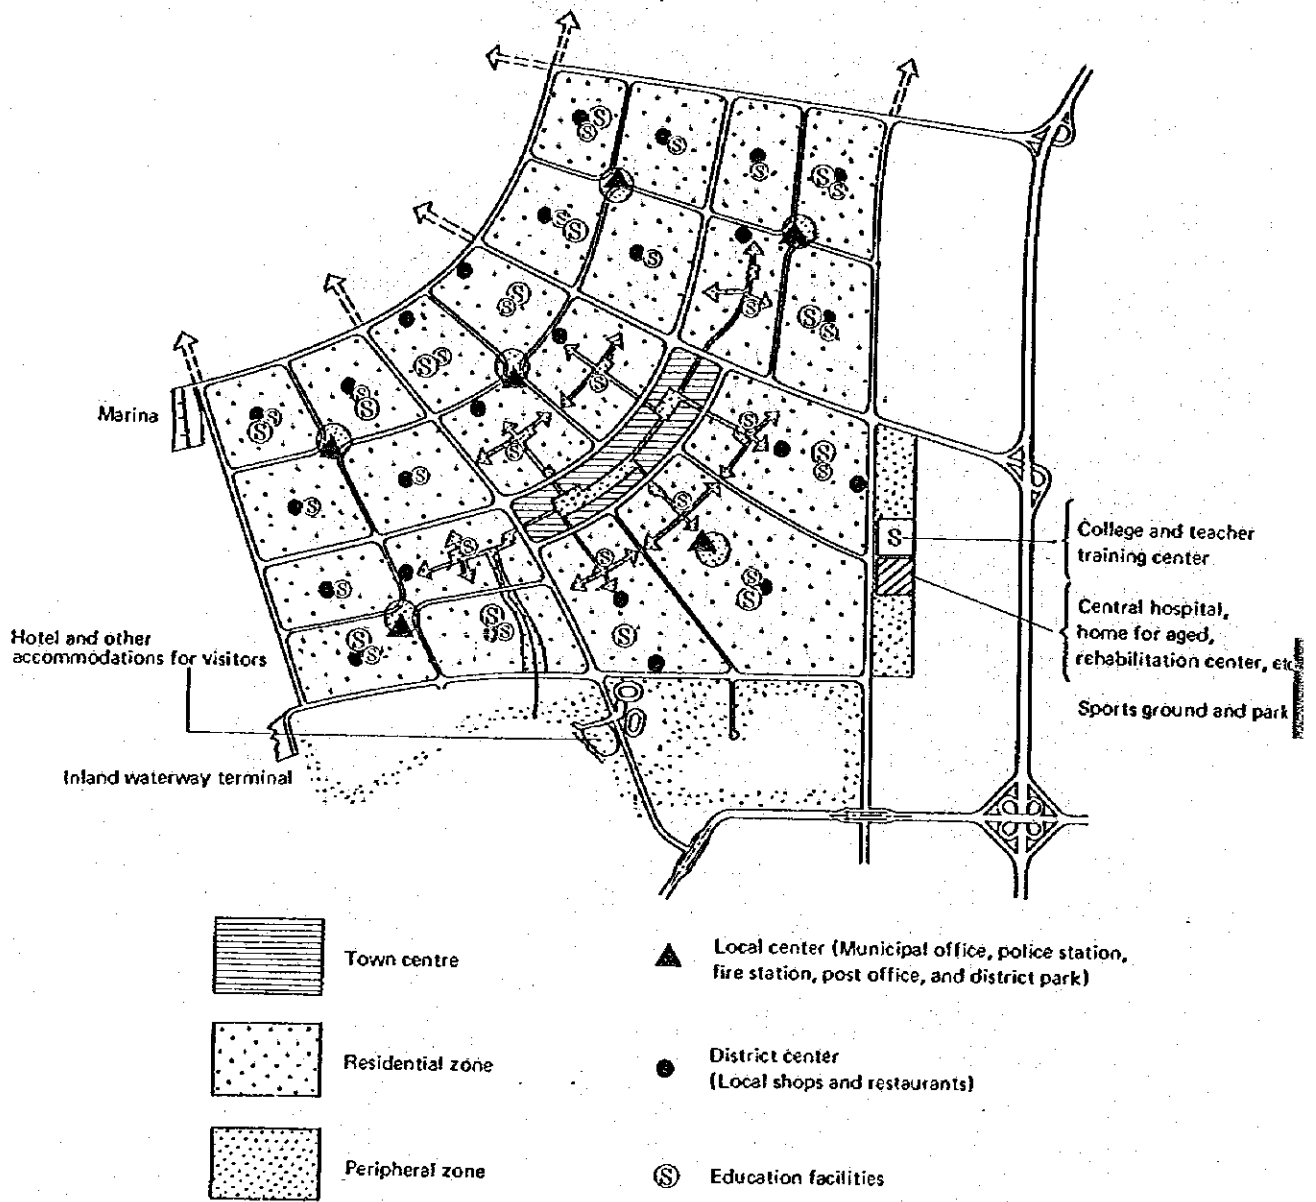 Marina
College and teacher
training center
Central hospital,
home for aged,
rehabilitation center, etc
Sports ground and park
Hotel and other
accommodations for visitors
Inland waterway terminal
Town centre
Residential zone
Peripheral zone
Local center (Municipal office, police station,
fire station, post office, and district park)
District center
(Local shops and restaurants)
S Education facilities